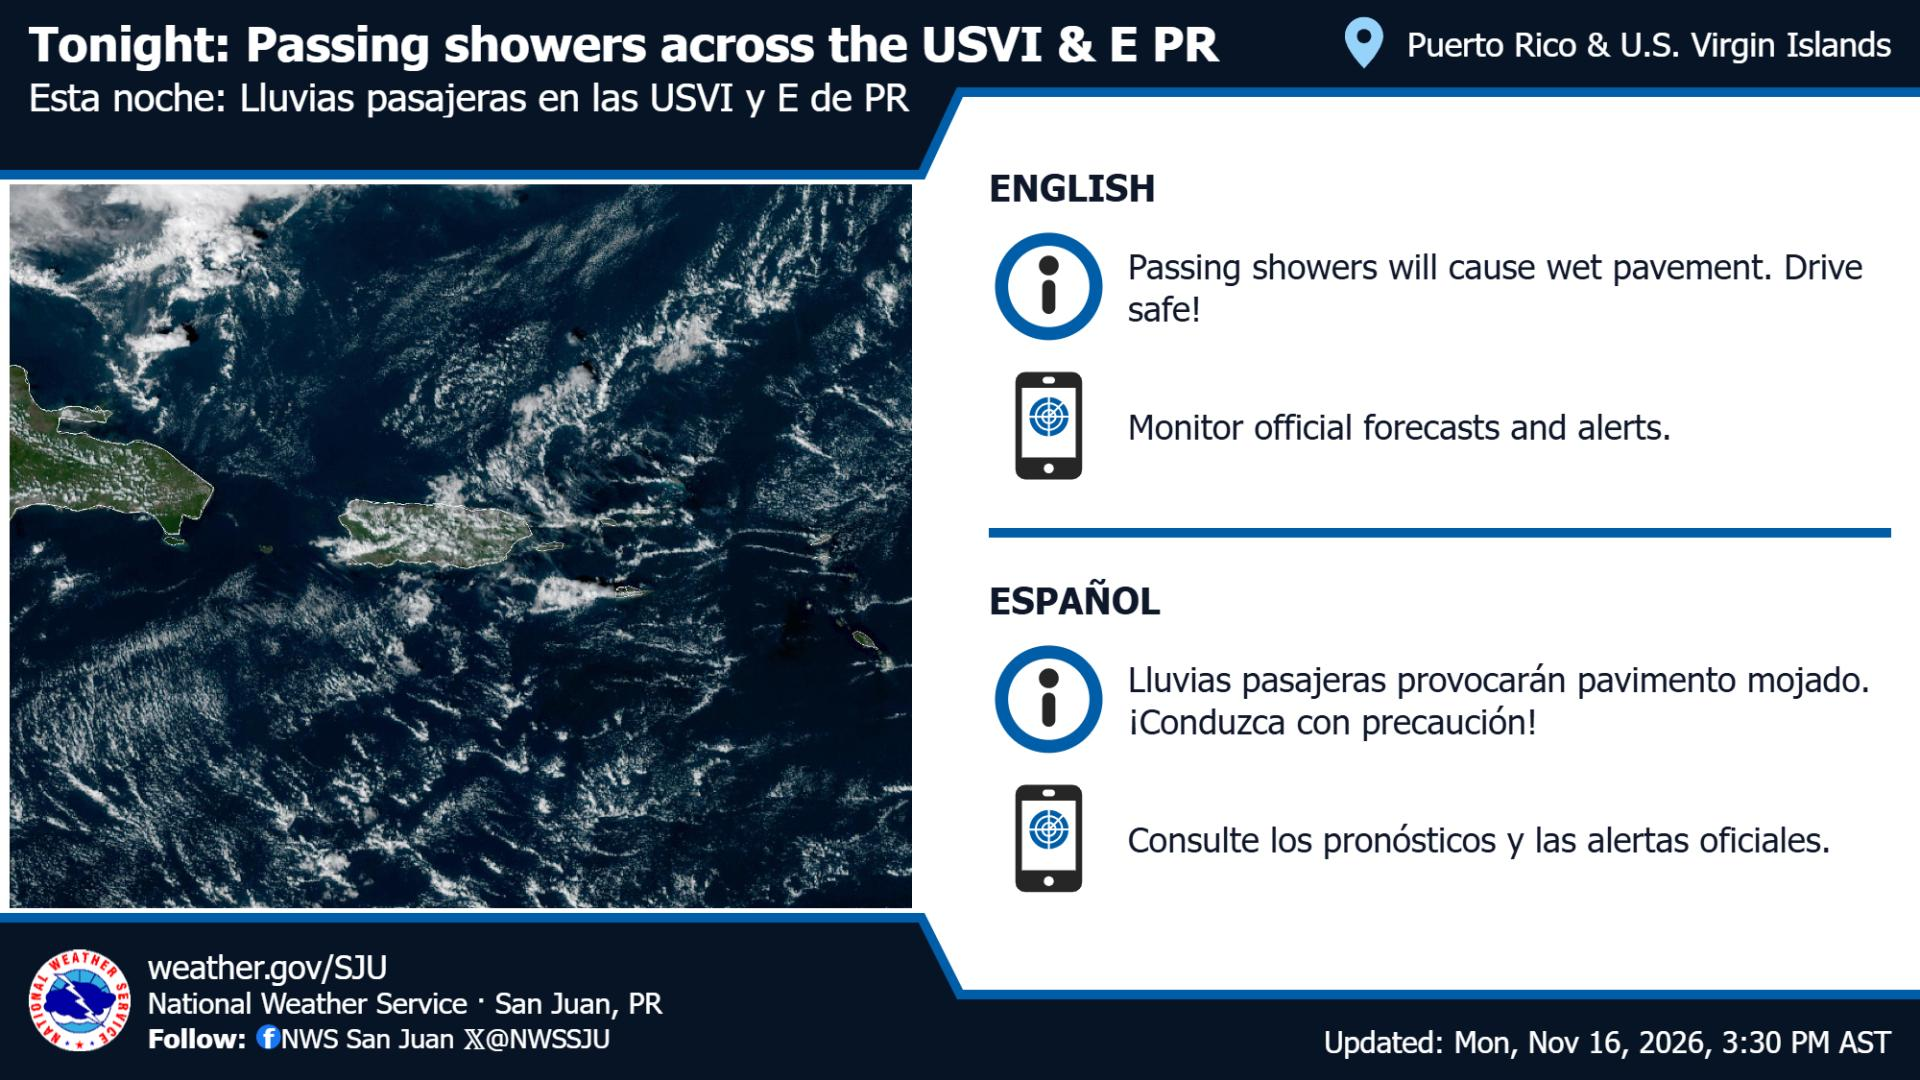 Tonight: Passing showers across the USVI & E PR
Esta noche: Lluvias pasajeras en las USVI y E de PR
Puerto Rico & U.S. Virgin Islands
ENGLISH
Passing showers will cause wet pavement. Drive
safe!
Monitor official forecasts and alerts.
ESPAÑOL
Lluvias pasajeras provocarán pavimento mojado.
¡Conduzca con precaución!
Consulte los pronósticos y las alertas oficiales.
NATIONAL WEATHER SERVICE
weather.gov/SJU
National Weather Service · San Juan, PR
Follow: NWS San Juan 𝕏@NWSSJU
Updated: Mon, Nov 16, 2026, 3:30 PM AST